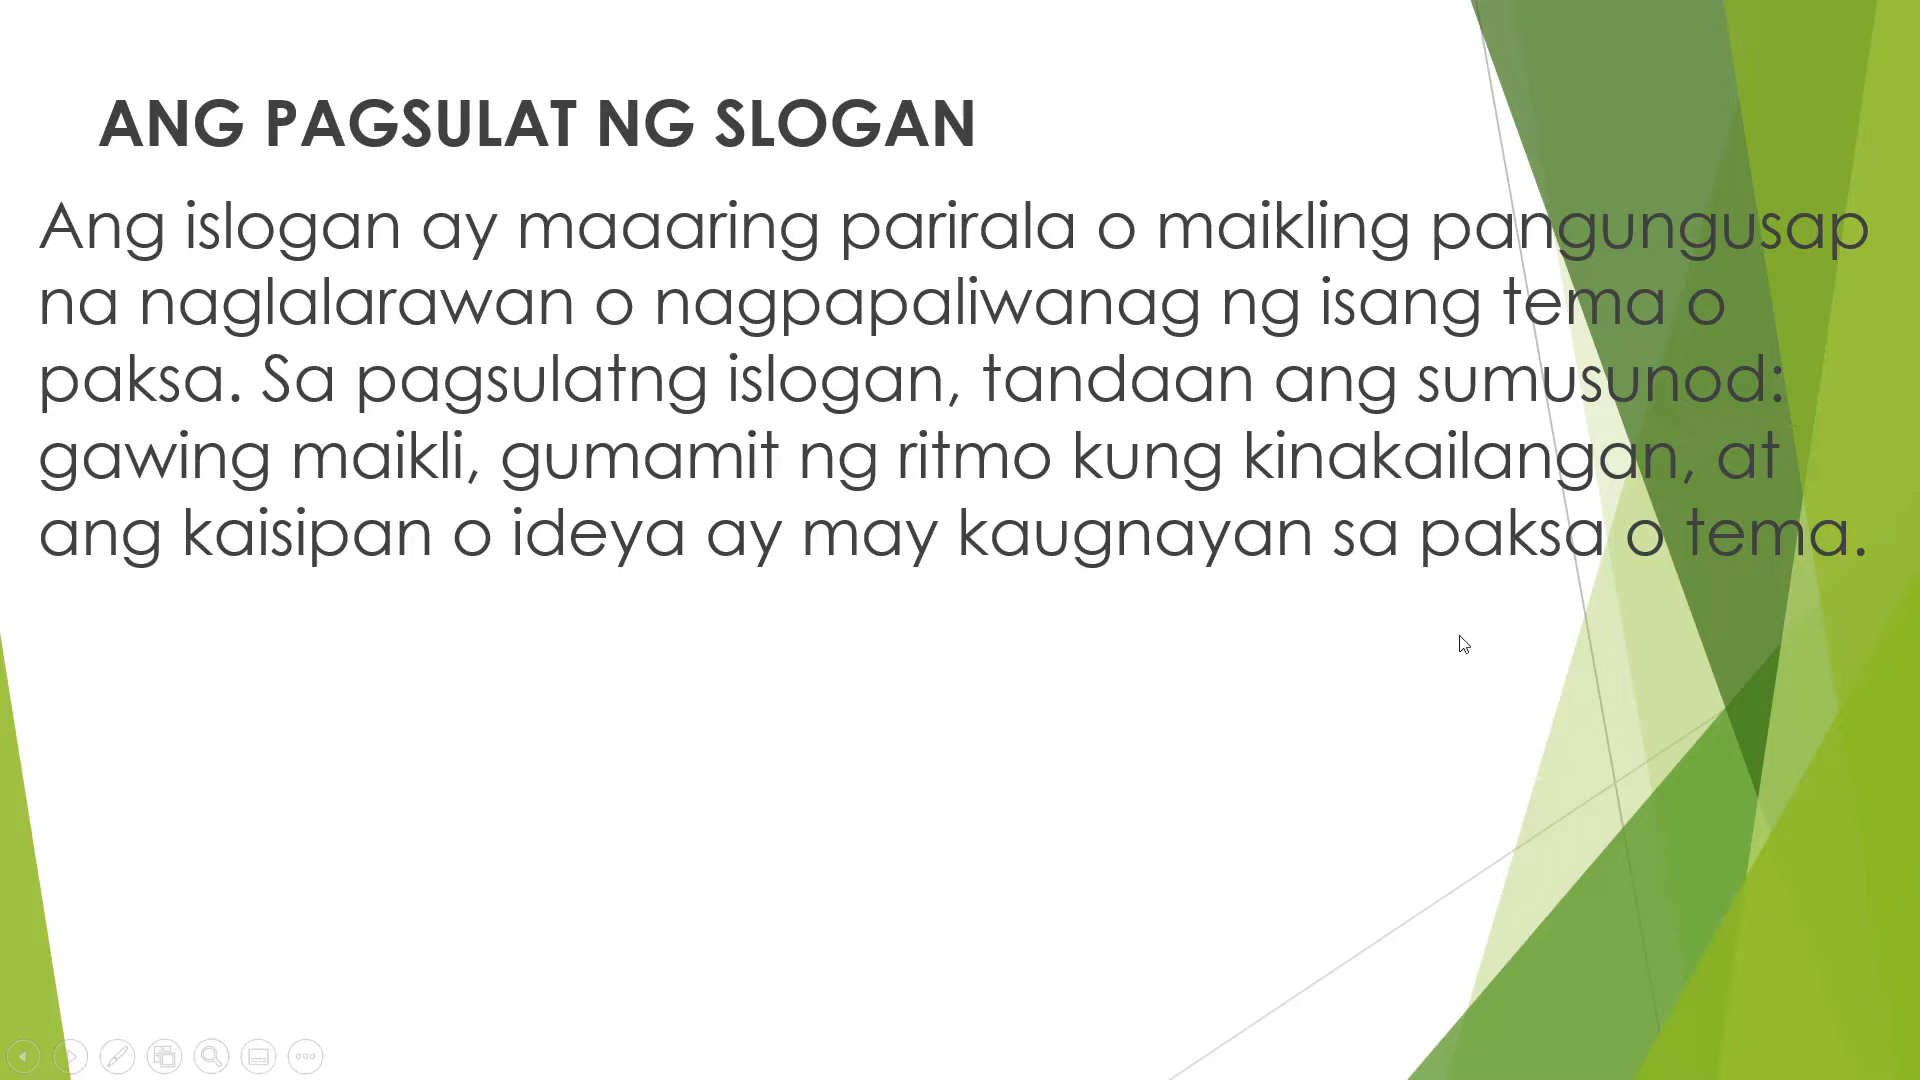 ANG PAGSULAT NG SLOGAN
Ang islogan ay maaaring parirala o maikling pangungusap
na naglalarawan o nagpapaliwanag ng isang tema o
paksa. Sa pagsulatng islogan, tandaan ang sumusunod:
gawing maikli, gumamit ng ritmo kung kinakailangan, at
ang kaisipan o ideya ay may kaugnayan sa paksa o tema.